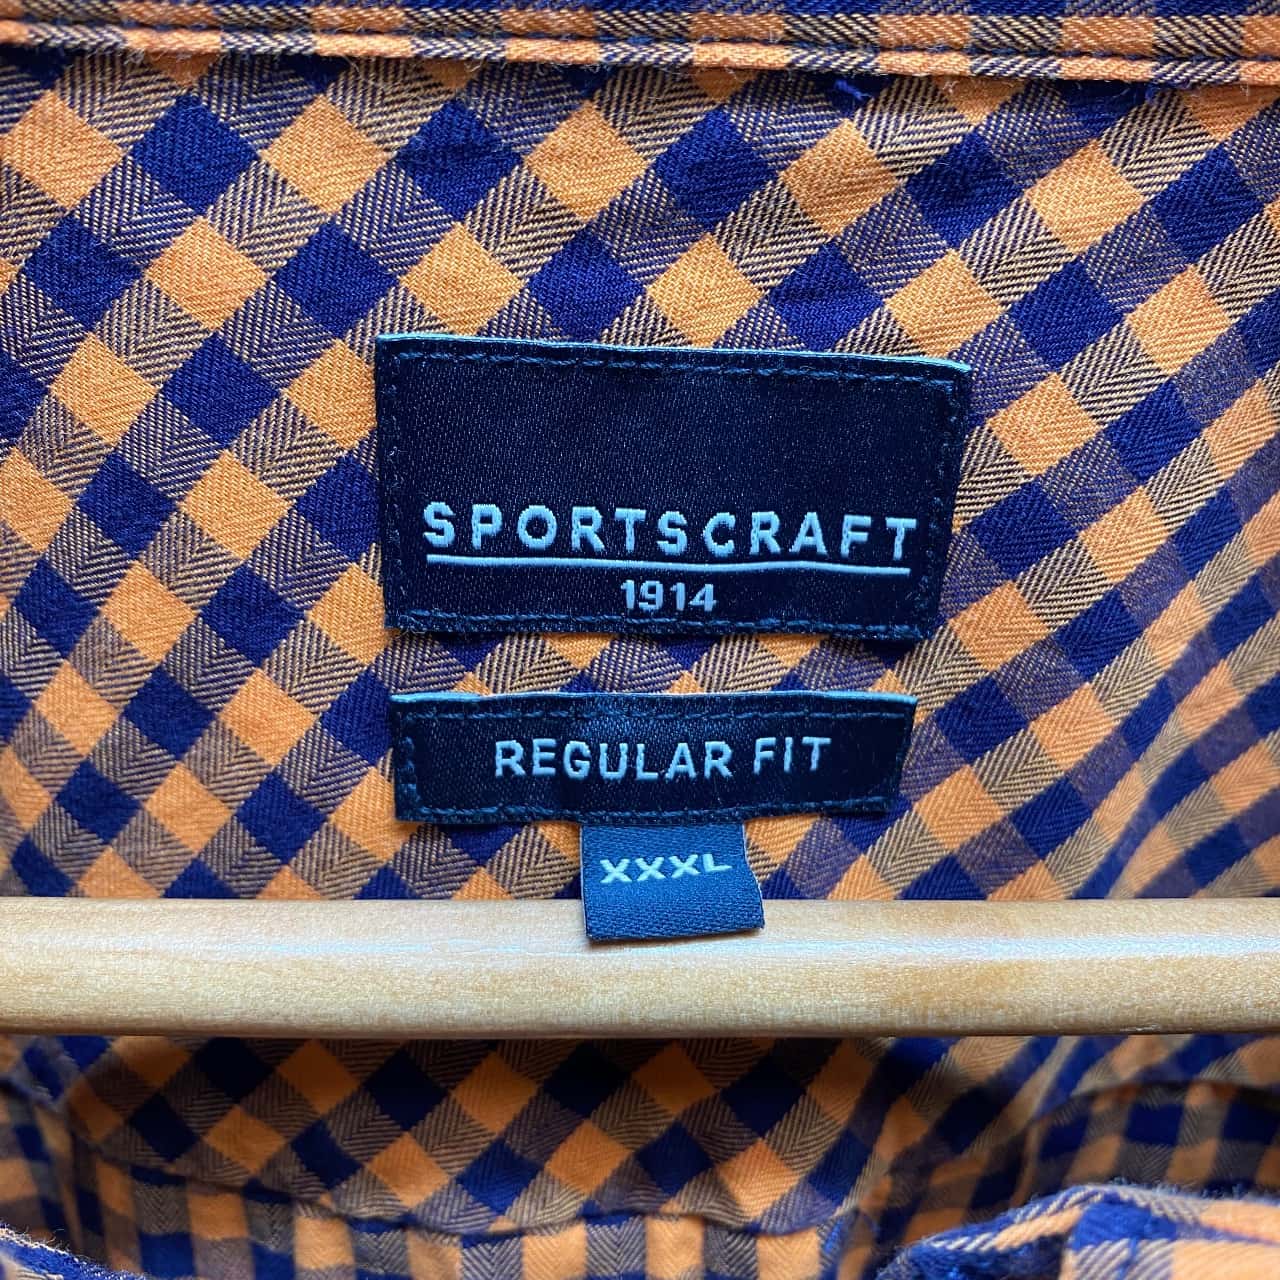 SPORTSCRAFT
1914
REGULAR FIT
XXXL